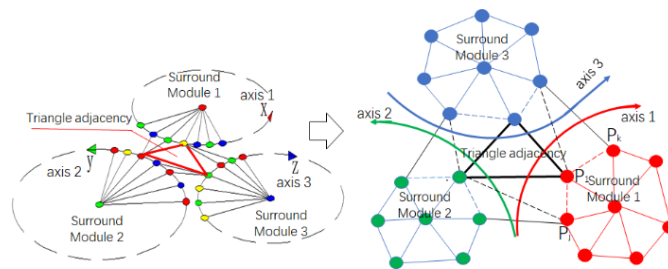 Surround
Module 1
axis 1
X
Triangle adjacency
axis 2
y
Z
axis 3
Surround
Module 2
Surround
Module 3
Surround
Module 3
axis 3
axis 2
axis 1
Pk
Triangle adjacency
P1
Surround
Module 1
Surround
Module 2
Pj